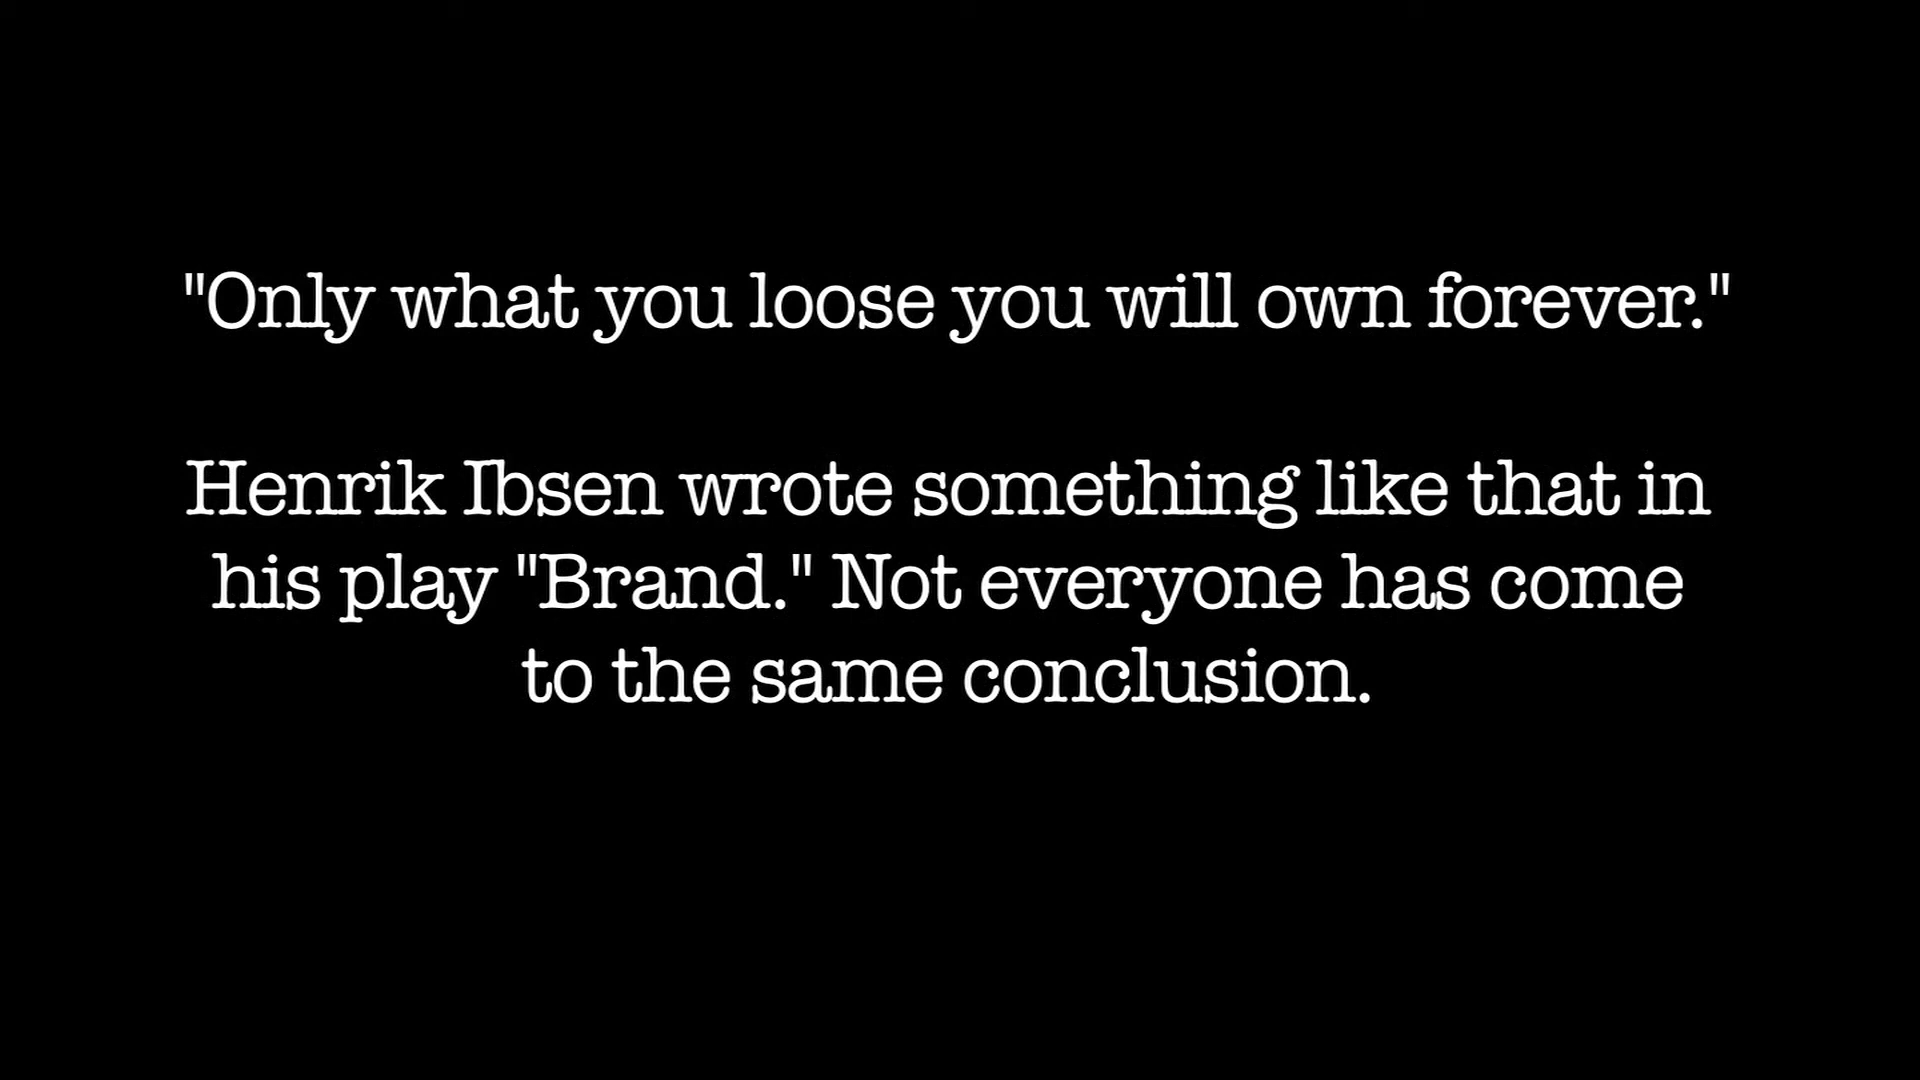 "Only what you loose you will own forever."
Henrik Ibsen wrote something like that in
his play "Brand." Not everyone has come
to the same conclusion.